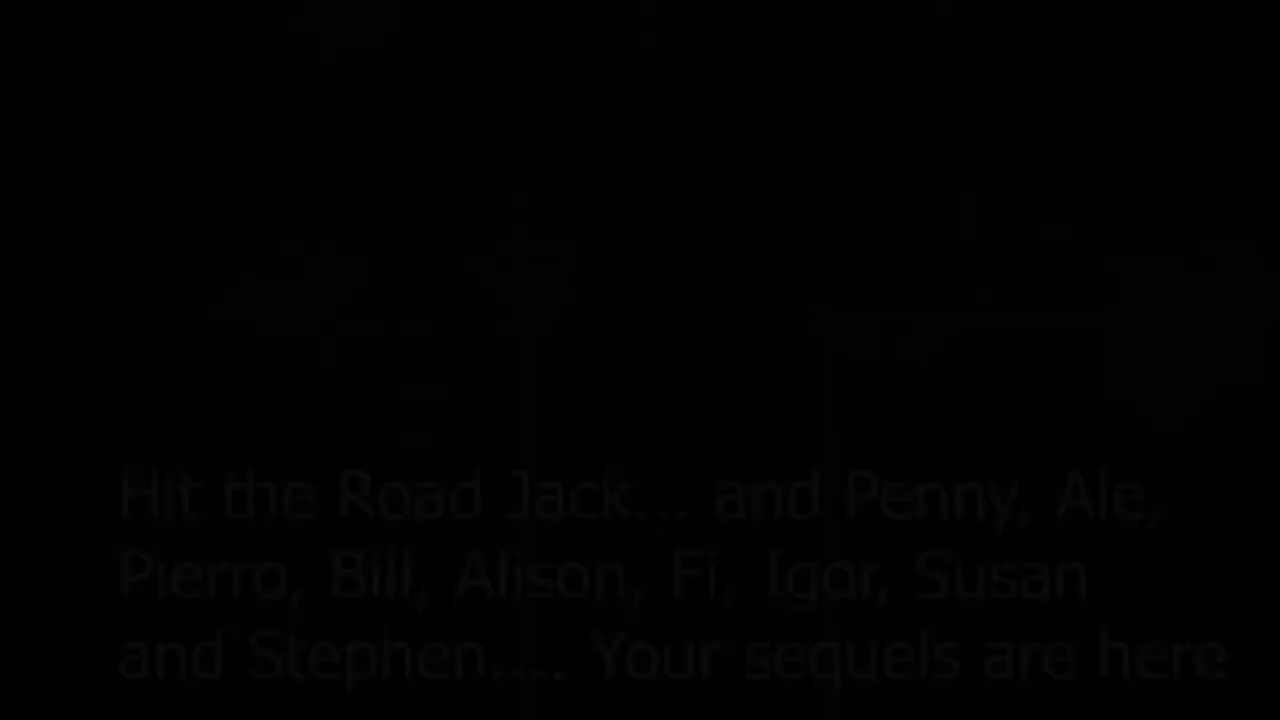 Hit the Road Jack... and Penny, Ale,
Pierro, Bill, Alison, Fi, Igor, Susan
and Stephen.... Your sequels are here